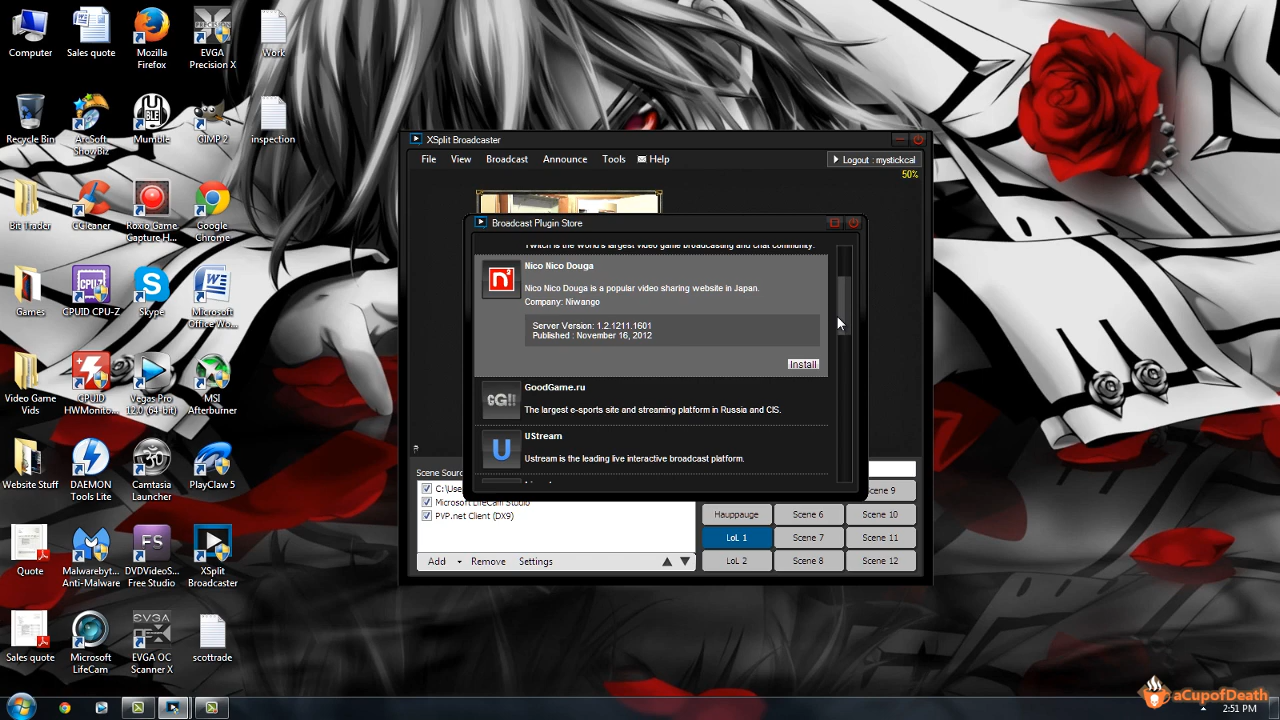 Computer
Sales quote
Mozilla
Firefox
EVGA
Precision X
Work
Recycle Bin
ArcSoft
ShowBiz
Mumble
GIMP 2
inspection
Bit Trader
CCleaner
Roxio Game
Capture H...
Google
Chrome
Games
CPUID CPU-Z
Skype
Microsoft
Office Wo...
Video Game
Vids
CPUID
HWMonito...
Vegas Pro
12.0 (64-bit)
MSI
Afterburner
Website Stuff
DAEMON
Tools Lite
Camtasia
Launcher
PlayClaw 5
Quote
Malwarebyt...
Anti-Malware
DVDVideoS...
Free Studio
XSplit
Broadcaster
Sales quote
Microsoft
LifeCam
EVGA OC
Scanner X
scottrade
XSplit Broadcaster
File View Broadcast Announce Tools Help
Logout : mystickcal
50%
Broadcast Plugin Store
Twitch is the world's largest video game broadcasting and chat community.
Nico Nico Douga
Nico Nico Douga is a popular video sharing website in Japan.
Company: Niwango
Server Version: 1.2.1211.1601
Published : November 16, 2012
Install
GoodGame.ru
The largest e-sports site and streaming platform in Russia and CIS.
UStream
Ustream is the leading live interactive broadcast platform.
Scene Sourc
C:\Use
Microsoft LifeCam Studio
PVP.net Client (DX9)
Add Remove Settings
Scene 9
Hauppauge Scene 6 Scene 10
LoL 1 Scene 7 Scene 11
LoL 2 Scene 8 Scene 12
aCupofDeath
2:51 PM